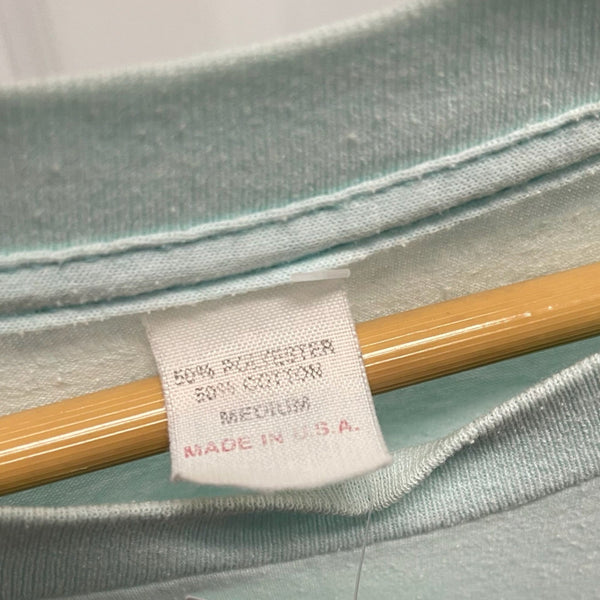 50% POLYESTER
50% COTTON
MEDIUM
MADE IN U.S.A.